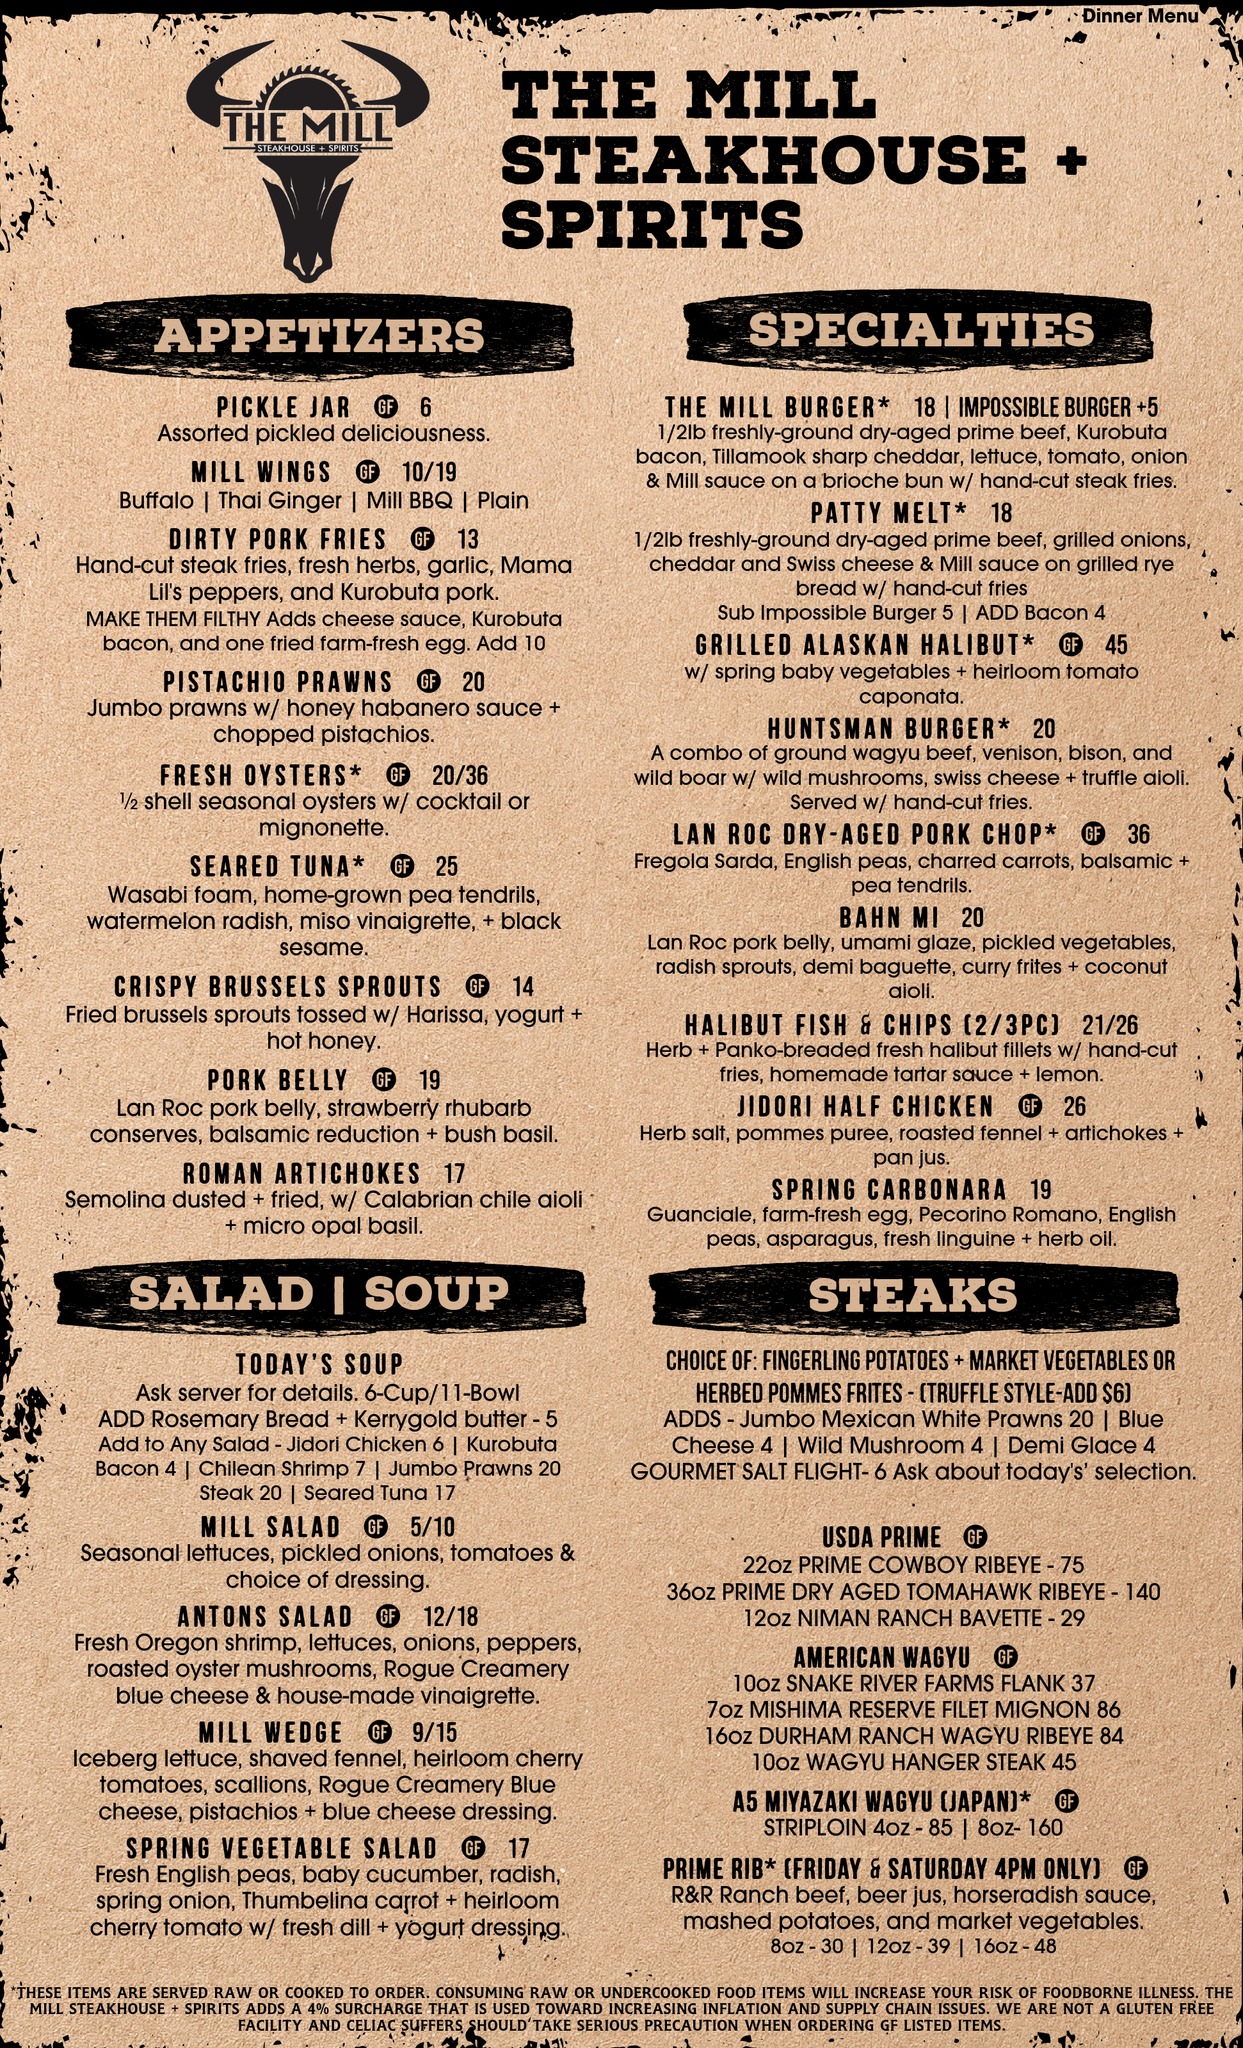 Dinner Menu
THE MILL
STEAKHOUSE + SPIRITS
THE MILL
STEAKHOUSE +
SPIRITS
APPETIZERS
PICKLE JAR GF 6
Assorted pickled deliciousness.
MILL WINGS GF 10/19
Buffalo | Thai Ginger | Mill BBQ | Plain
DIRTY PORK FRIES GF 13
Hand-cut steak fries, fresh herbs, garlic, Mama
Lil's peppers, and Kurobuta pork.
MAKE THEM FILTHY Adds cheese sauce, Kurobuta
bacon, and one fried farm-fresh egg. Add 10
PISTACHIO PRAWNS GF 20
Jumbo prawns w/ honey habanero sauce +
chopped pistachios.
FRESH OYSTERS* GF 20/36
½ shell seasonal oysters w/ cocktail or
mignonette.
SEARED TUNA* GF 25
Wasabi foam, home-grown pea tendrils,
watermelon radish, miso vinaigrette, + black
sesame.
CRISPY BRUSSELS SPROUTS GF 14
Fried brussels sprouts tossed w/ Harissa, yogurt +
hot honey.
PORK BELLY GF 19
Lan Roc pork belly, strawberry rhubarb
conserves, balsamic reduction + bush basil.
ROMAN ARTICHOKES 17
Semolina dusted + fried, w/ Calabrian chile aioli
+ micro opal basil.
SALAD | SOUP
TODAY'S SOUP
Ask server for details. 6-Cup/11-Bowl
ADD Rosemary Bread + Kerrygold butter - 5
Add to Any Salad - Jidori Chicken 6 | Kurobuta
Bacon 4 | Chilean Shrimp 7 | Jumbo Prawns 20
Steak 20 | Seared Tuna 17
MILL SALAD GF 5/10
Seasonal lettuces, pickled onions, tomatoes &
choice of dressing.
ANTONS SALAD GF 12/18
Fresh Oregon shrimp, lettuces, onions, peppers,
roasted oyster mushrooms, Rogue Creamery
blue cheese & house-made vinaigrette.
MILL WEDGE GF 9/15
Iceberg lettuce, shaved fennel, heirloom cherry
tomatoes, scallions, Rogue Creamery Blue
cheese, pistachios + blue cheese dressing.
SPRING VEGETABLE SALAD GF 17
Fresh English peas, baby cucumber, radish,
spring onion, Thumbelina carrot + heirloom
cherry tomato w/ fresh dill + yogurt dressing.
SPECIALTIES
THE MILL BURGER* 18 | IMPOSSIBLE BURGER +5
1/2lb freshly-ground dry-aged prime beef, Kurobuta
bacon, Tillamook sharp cheddar, lettuce, tomato, onion
& Mill sauce on a brioche bun w/ hand-cut steak fries.
PATTY MELT* 18
1/2lb freshly-ground dry-aged prime beef, grilled onions,
cheddar and Swiss cheese & Mill sauce on grilled rye
bread w/ hand-cut fries
Sub Impossible Burger 5 | ADD Bacon 4
GRILLED ALASKAN HALIBUT* GF 45
w/ spring baby vegetables + heirloom tomato
caponata.
HUNTSMAN BURGER* 20
A combo of ground wagyu beef, venison, bison, and
wild boar w/ wild mushrooms, swiss cheese + truffle aioli.
Served w/ hand-cut fries.
LAN ROC DRY-AGED PORK CHOP* GF 36
Fregola Sarda, English peas, charred carrots, balsamic +
pea tendrils.
BAHN MI 20
Lan Roc pork belly, umami glaze, pickled vegetables,
radish sprouts, demi baguette, curry frites + coconut
aioli.
HALIBUT FISH & CHIPS (2/3PC) 21/26
Herb + Panko-breaded fresh halibut fillets w/ hand-cut
fries, homemade tartar sauce + lemon.
JIDORI HALF CHICKEN GF 26
Herb salt, pommes puree, roasted fennel + artichokes +
pan jus.
SPRING CARBONARA 19
Guanciale, farm-fresh egg, Pecorino Romano, English
peas, asparagus, fresh linguine + herb oil.
STEAKS
CHOICE OF: FINGERLING POTATOES + MARKET VEGETABLES OR
HERBED POMMES FRITES - (TRUFFLE STYLE-ADD $6)
ADDS - Jumbo Mexican White Prawns 20 | Blue
Cheese 4 | Wild Mushroom 4 | Demi Glace 4
GOURMET SALT FLIGHT- 6 Ask about today's' selection.
USDA PRIME GF
22oz PRIME COWBOY RIBEYE - 75
36oz PRIME DRY AGED TOMAHAWK RIBEYE - 140
12oz NIMAN RANCH BAVETTE - 29
AMERICAN WAGYU GF
10oz SNAKE RIVER FARMS FLANK 37
7oz MISHIMA RESERVE FILET MIGNON 86
16oz DURHAM RANCH WAGYU RIBEYE 84
10oz WAGYU HANGER STEAK 45
A5 MIYAZAKI WAGYU (JAPAN)* GF
STRIPLOIN 4oz - 85 | 8oz- 160
PRIME RIB* (FRIDAY & SATURDAY 4PM ONLY) GF
R&R Ranch beef, beer jus, horseradish sauce,
mashed potatoes, and market vegetables.
8oz - 30 | 12oz - 39 | 16oz - 48
*THESE ITEMS ARE SERVED RAW OR COOKED TO ORDER. CONSUMING RAW OR UNDERCOOKED FOOD ITEMS WILL INCREASE YOUR RISK OF FOODBORNE ILLNESS. THE
MILL STEAKHOUSE + SPIRITS ADDS A 4% SURCHARGE THAT IS USED TOWARD INCREASING INFLATION AND SUPPLY CHAIN ISSUES. WE ARE NOT A GLUTEN FREE
FACILITY AND CELIAC SUFFERS SHOULD TAKE SERIOUS PRECAUTION WHEN ORDERING GF LISTED ITEMS.